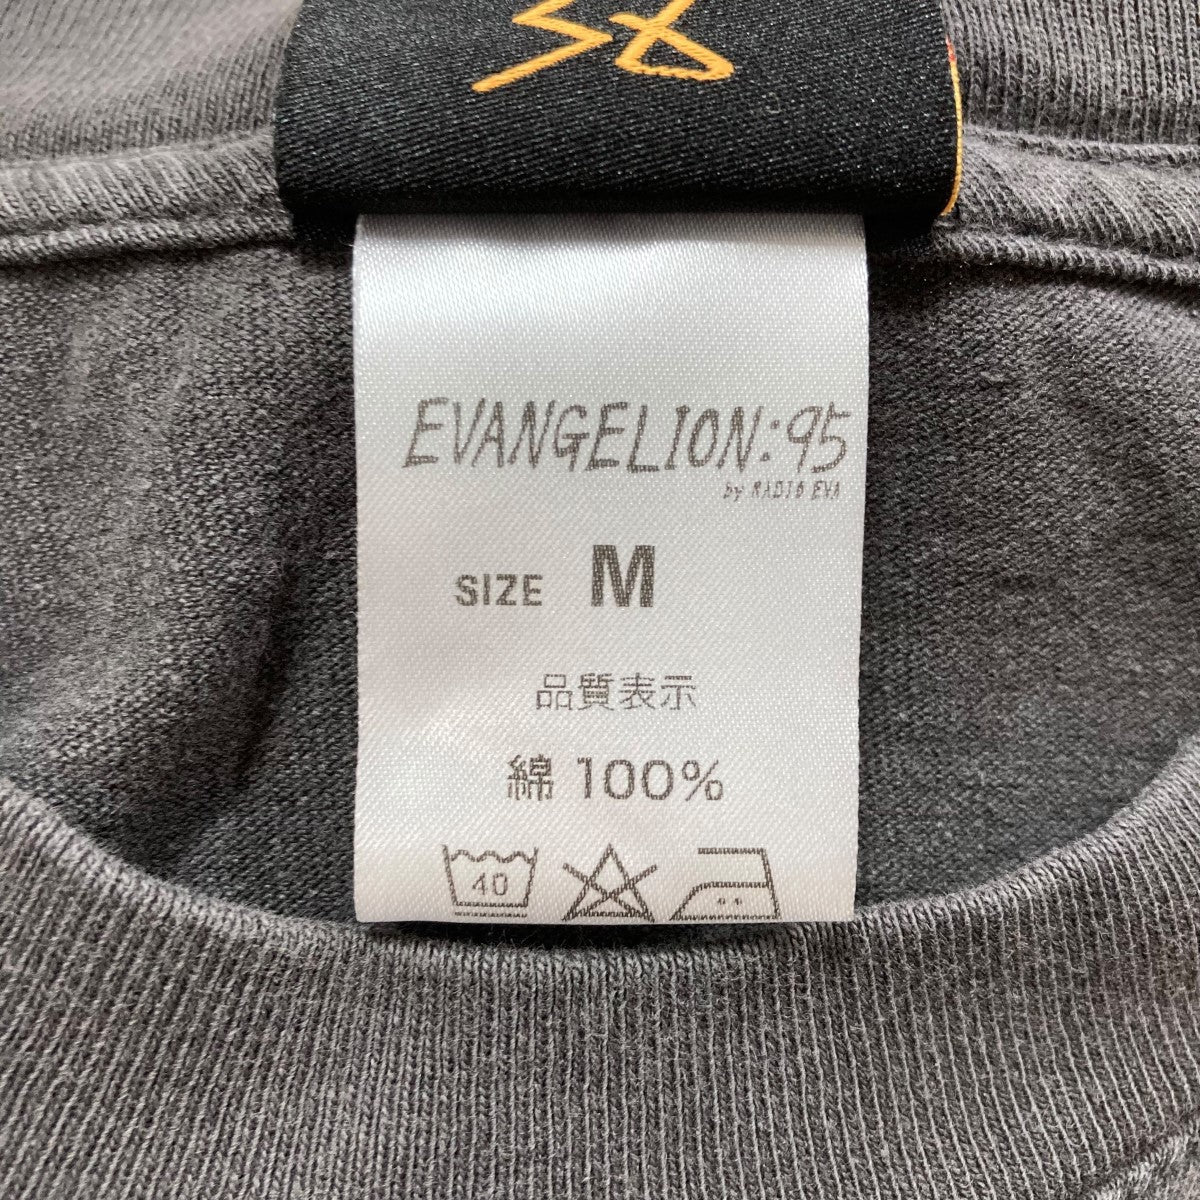 EVANGELION:95
by RADIO EVA
SIZE M
品質表示
綿 100%
40